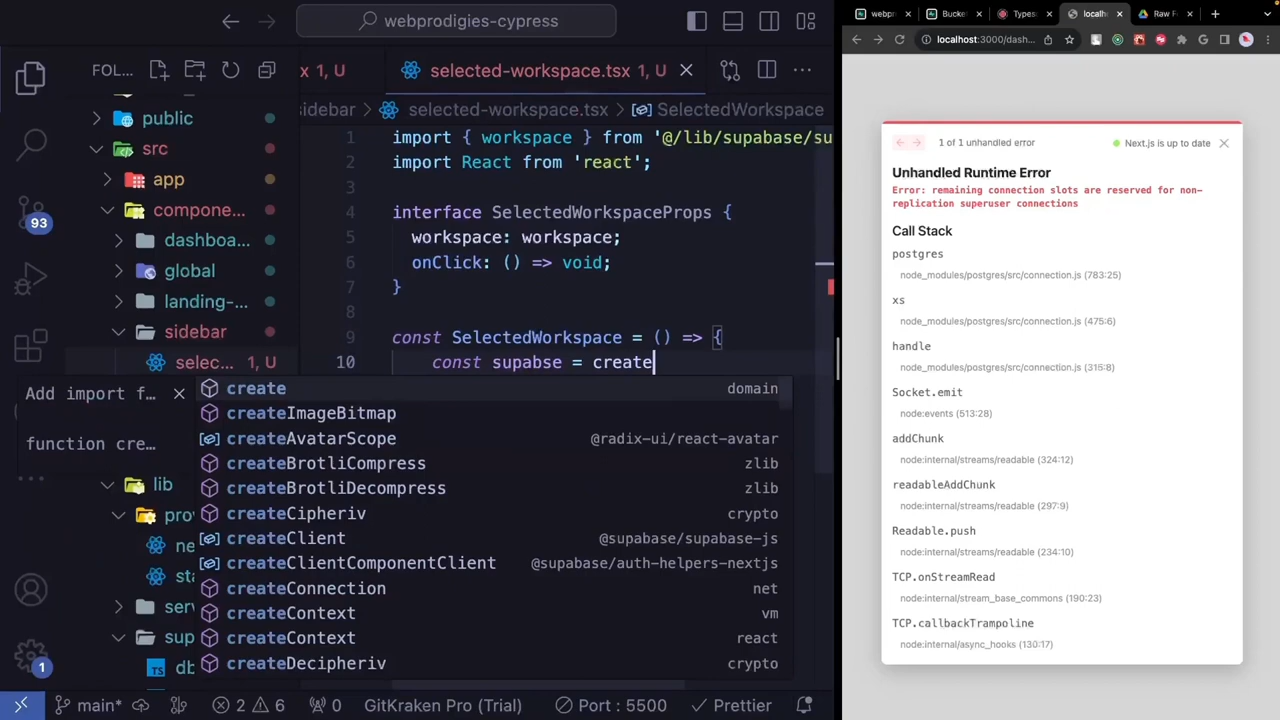 webprodigies-cypress
FOL...
x 1, U
selected-workspace.tsx 1, U
public
src
app
compone...
dashboa...
global
landing-...
sidebar
selec... 1, U
lib
pro
ne
sta
serv
sup
db
TS
93
1
idebar > selected-workspace.tsx > SelectedWorkspace
1 import { workspace } from '@/lib/supabase/su
2 import React from 'react';
3
4 interface SelectedWorkspaceProps {
5 workspace: workspace;
6 onClick: () => void;
7 }
8
9 const SelectedWorkspace = () => {
10 const supabse = create
Add import f...
function cre...
create domain
createImageBitmap
createAvatarScope @radix-ui/react-avatar
createBrotliCompress zlib
createBrotliDecompress zlib
createCipheriv crypto
createClient @supabase/supabase-js
createClientComponentClient @supabase/auth-helpers-nextjs
createConnection net
createContext vm
createContext react
createDecipheriv crypto
main* 2 6 0 GitKraken Pro (Trial) Port : 5500 Prettier
webpr
Bucket
Types
localh
Raw F
localhost:3000/dash...
1 of 1 unhandled error
Next.js is up to date
Unhandled Runtime Error
Error: remaining connection slots are reserved for non-
replication superuser connections
Call Stack
postgres
node_modules/postgres/src/connection.js (783:25)
xs
node_modules/postgres/src/connection.js (475:6)
handle
node_modules/postgres/src/connection.js (315:8)
Socket.emit
node:events (513:28)
addChunk
node:internal/streams/readable (324:12)
readableAddChunk
node:internal/streams/readable (297:9)
Readable.push
node:internal/streams/readable (234:10)
TCP.onStreamRead
node:internal/stream_base_commons (190:23)
TCP.callbackTrampoline
node:internal/async_hooks (130:17)